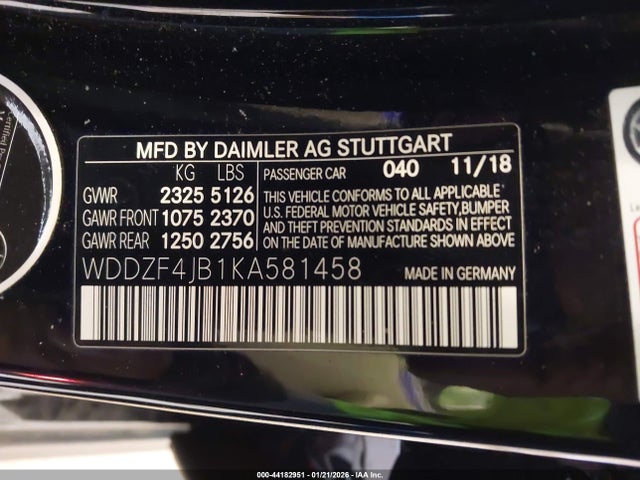 MFD BY DAIMLER AG STUTTGART
KG LBS
GVWR 2325 5126
GAWR FRONT 1075 2370
GAWR REAR 1250 2756
PASSENGER CAR 040 11/18
THIS VEHICLE CONFORMS TO ALL APPLICABLE
U.S. FEDERAL MOTOR VEHICLE SAFETY,BUMPER
AND THEFT PREVENTION STANDARDS IN EFFECT
ON THE DATE OF MANUFACTURE SHOWN ABOVE.
WDDZF4JB1KA581458 MADE IN GERMANY
000-44182951 - 01/21/2026 - IAA Inc.